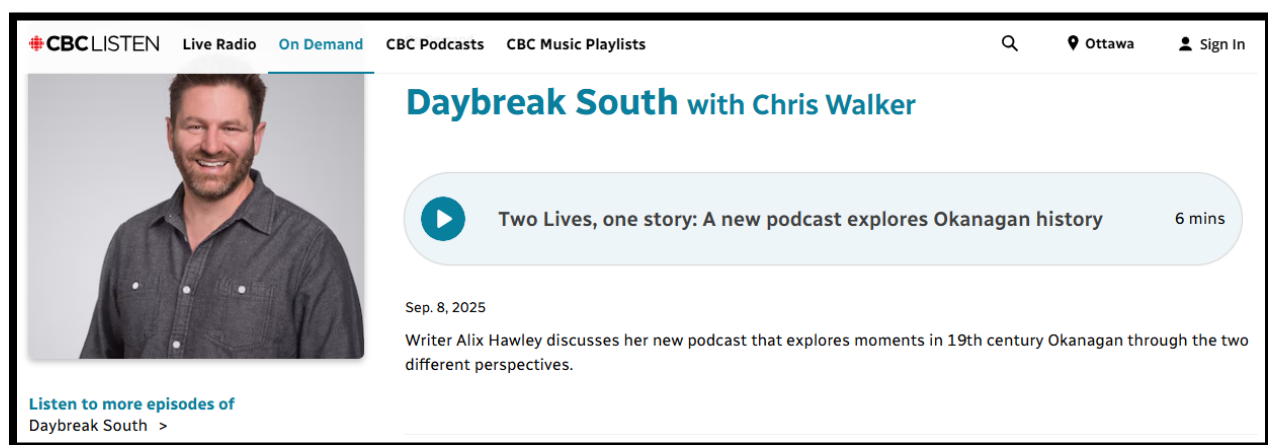 CBC LISTEN Live Radio On Demand CBC Podcasts CBC Music Playlists Ottawa Sign In
Daybreak South with Chris Walker
Two Lives, one story: A new podcast explores Okanagan history 6 mins
Sep. 8, 2025
Writer Alix Hawley discusses her new podcast that explores moments in 19th century Okanagan through the two
different perspectives.
Listen to more episodes of
Daybreak South >